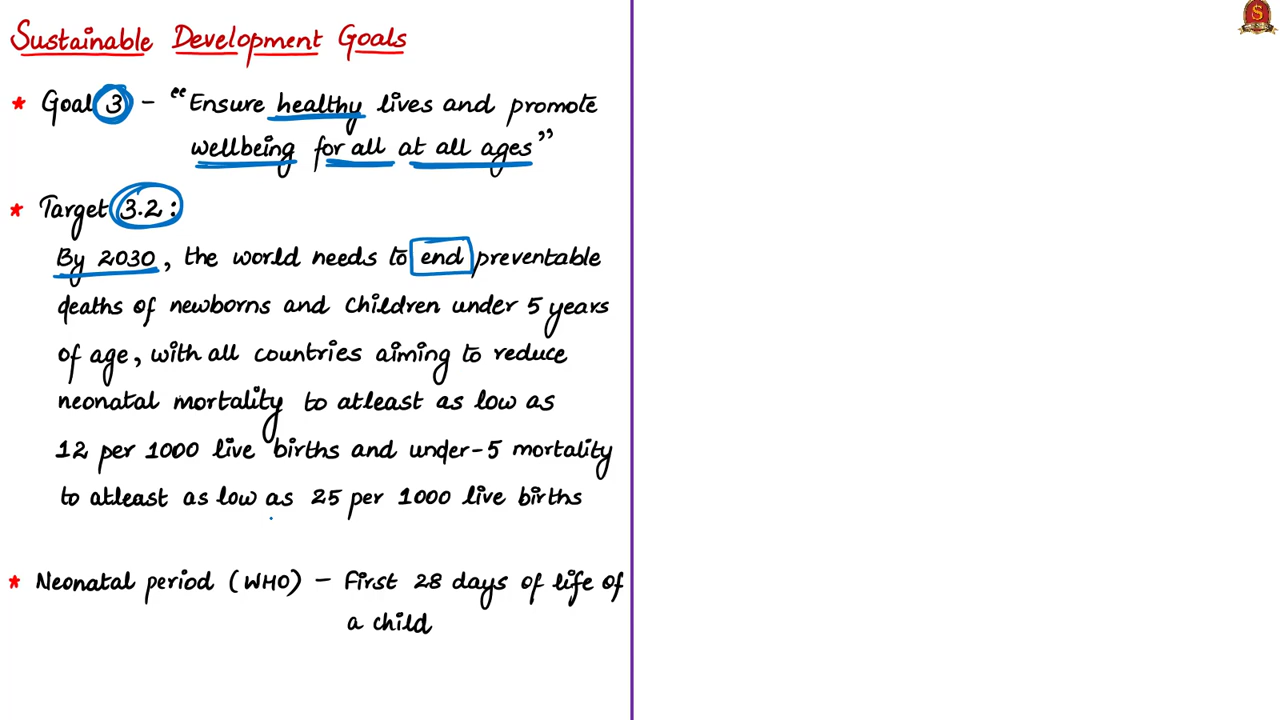 Sustainable Development Goals
* Goal 3 - "Ensure healthy lives and promote
wellbeing for all at all ages"
* Target 3.2:
By 2030, the world needs to end preventable
deaths of newborns and children under 5 years
of age, with all countries aiming to reduce
neonatal mortality to atleast as low as
12 per 1000 live births and under-5 mortality
to atleast as low as 25 per 1000 live births
* Neonatal period (WHO) - First 28 days of life of
a child